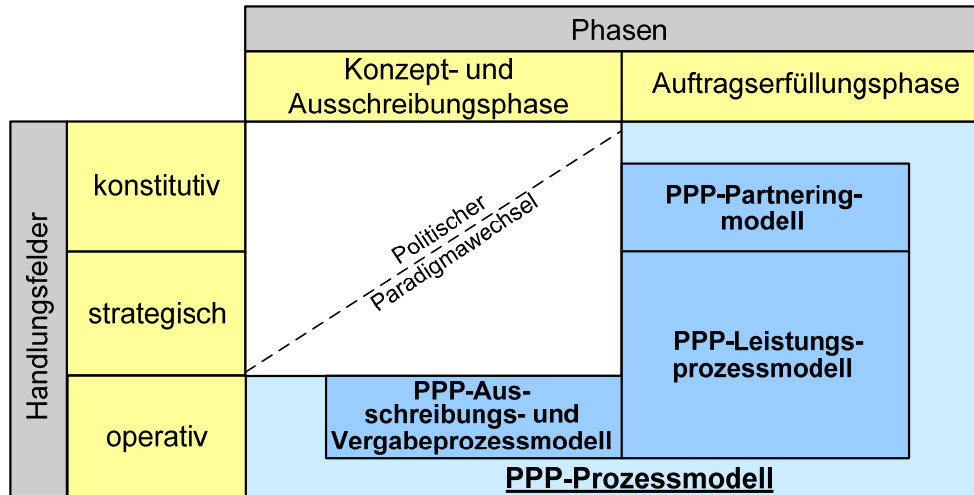 Phasen
Konzept- und
Ausschreibungsphase
Auftragserfüllungsphase
Handlungsfelder
konstitutiv
strategisch
operativ
Politischer
Paradigmawechsel
PPP-Partnering-
modell
PPP-Leistungs-
prozessmodell
PPP-Aus-
schreibungs- und
Vergabeprozessmodell
PPP-Prozessmodell